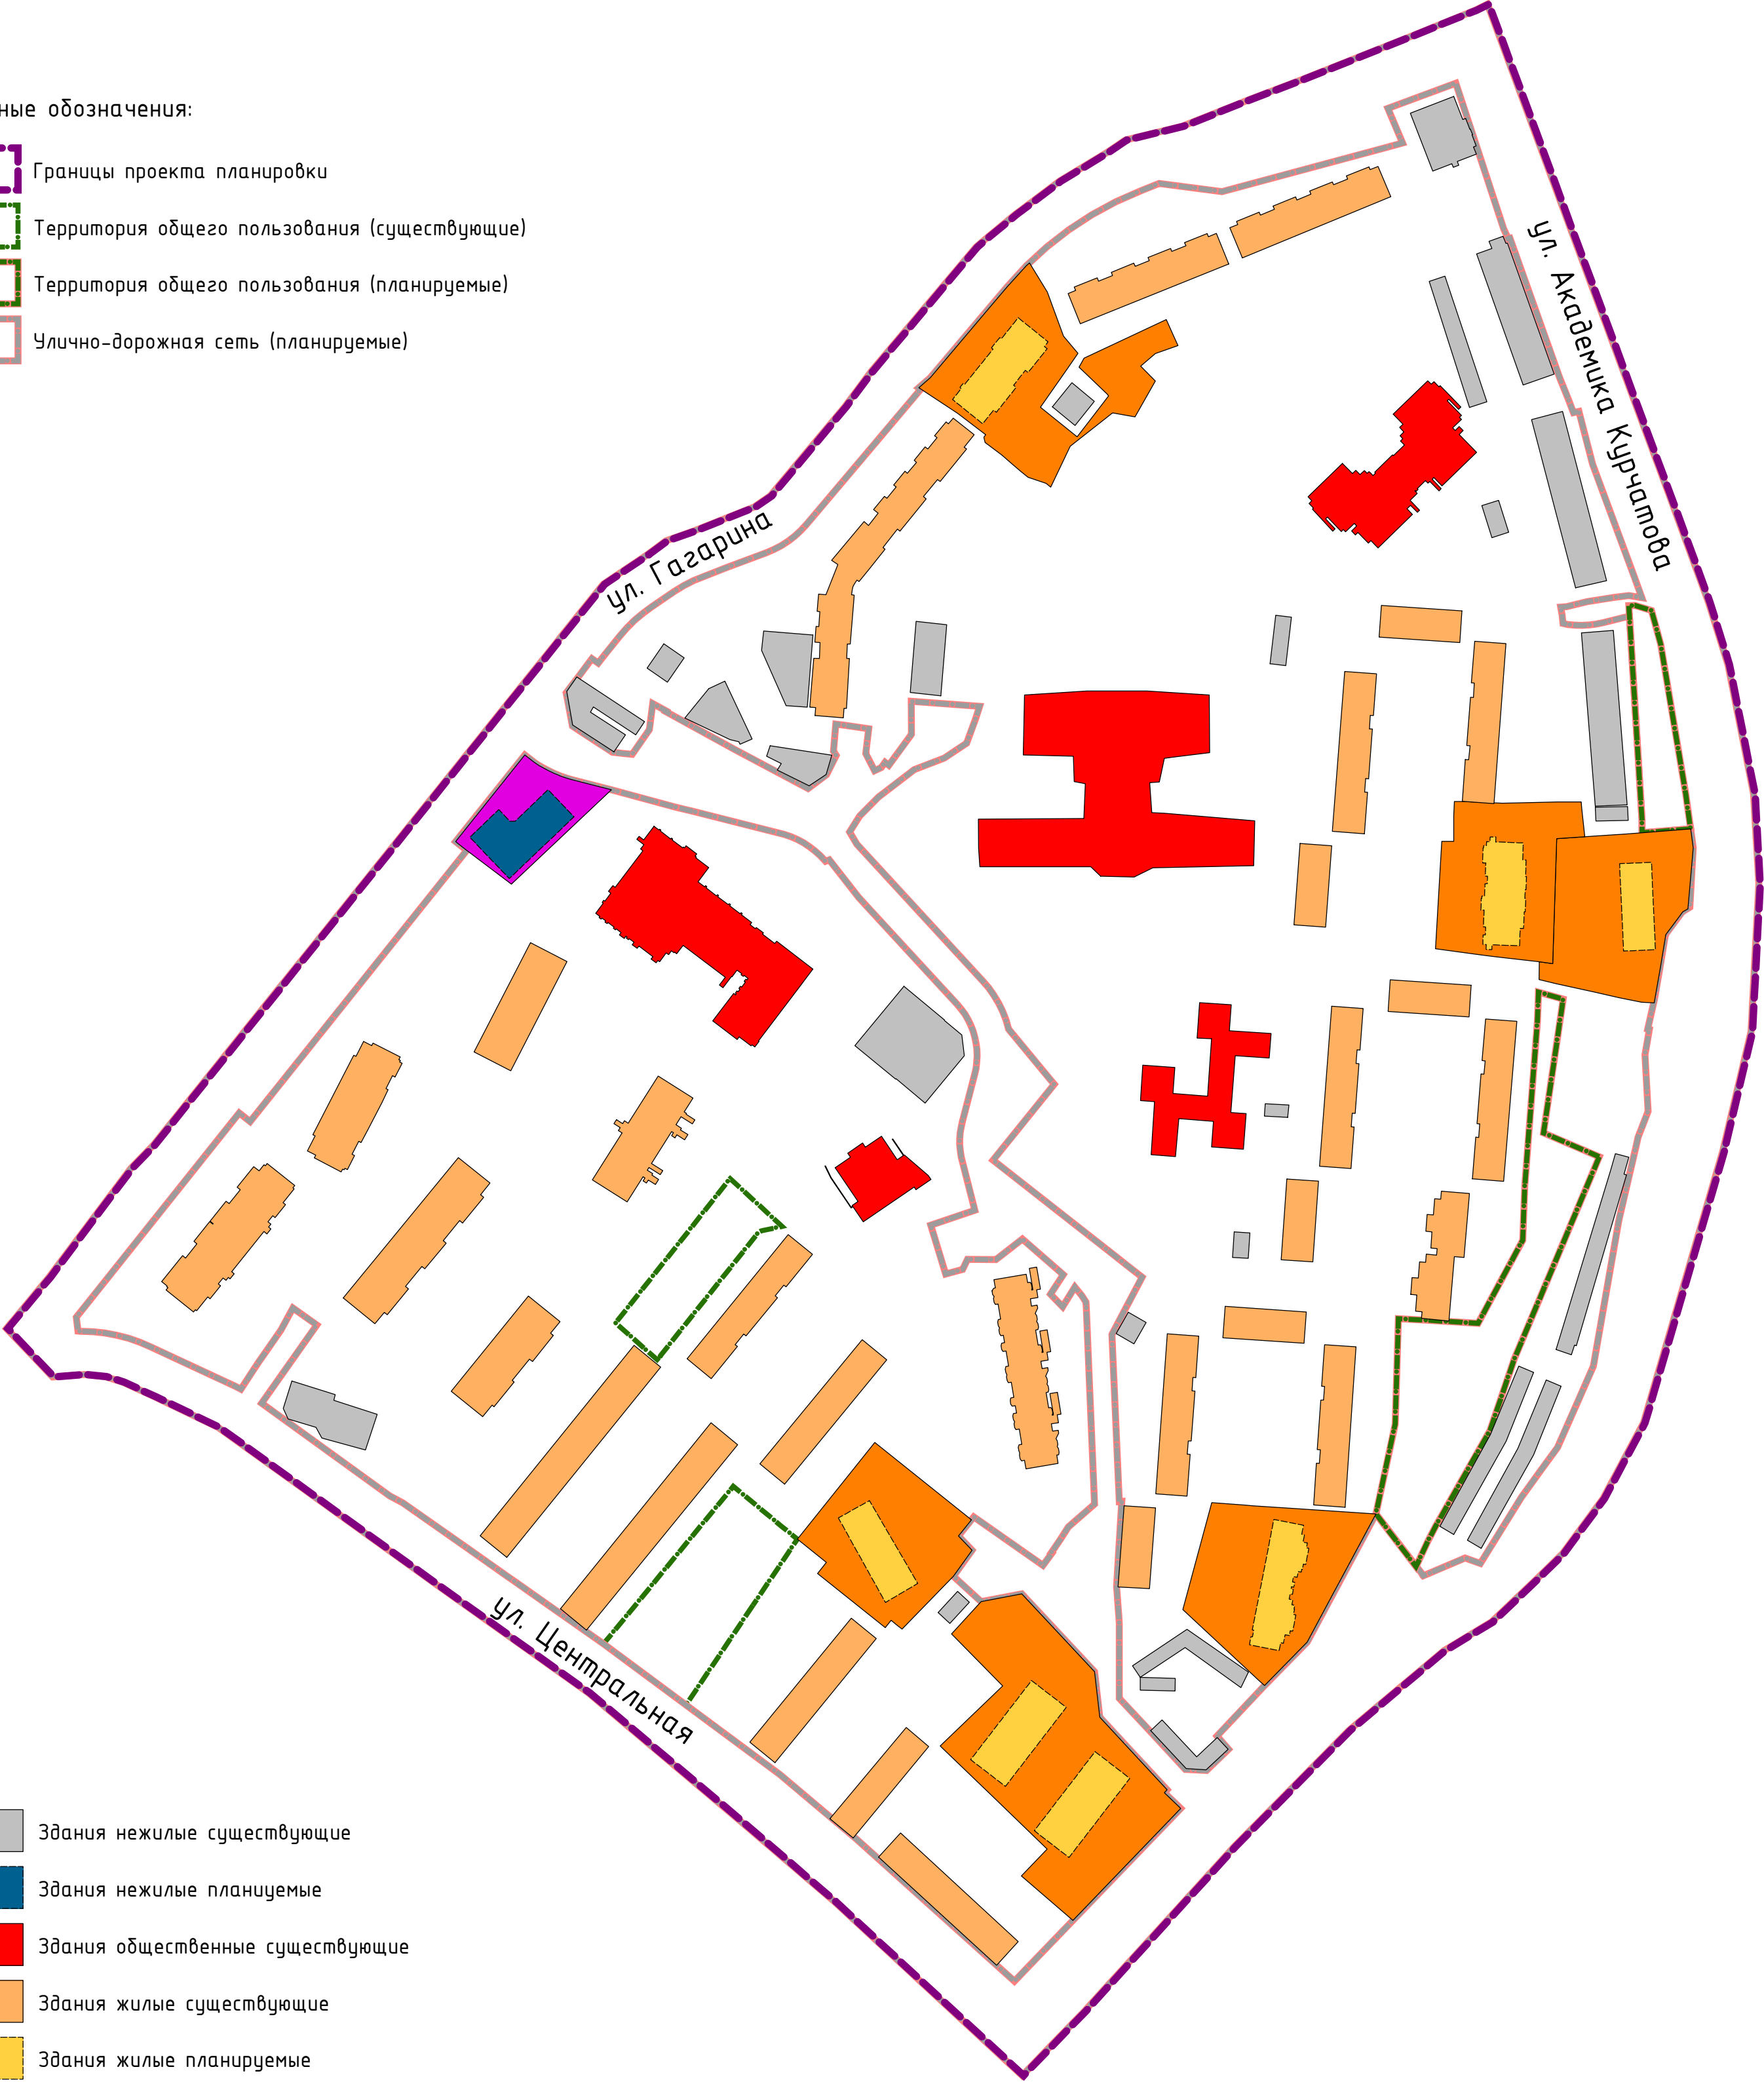 ные обозначения:
Границы проекта планировки
Территория общего пользования (существующие)
Территория общего пользования (планируемые)
Улично-дорожная сеть (планируемые)
ул. Академика Курчатова
ул. Гагарина
ул. Центральная
Здания нежилые существующие
Здания нежилые планиуемые
Здания общественные существующие
Здания жилые существующие
Здания жилые планируемые